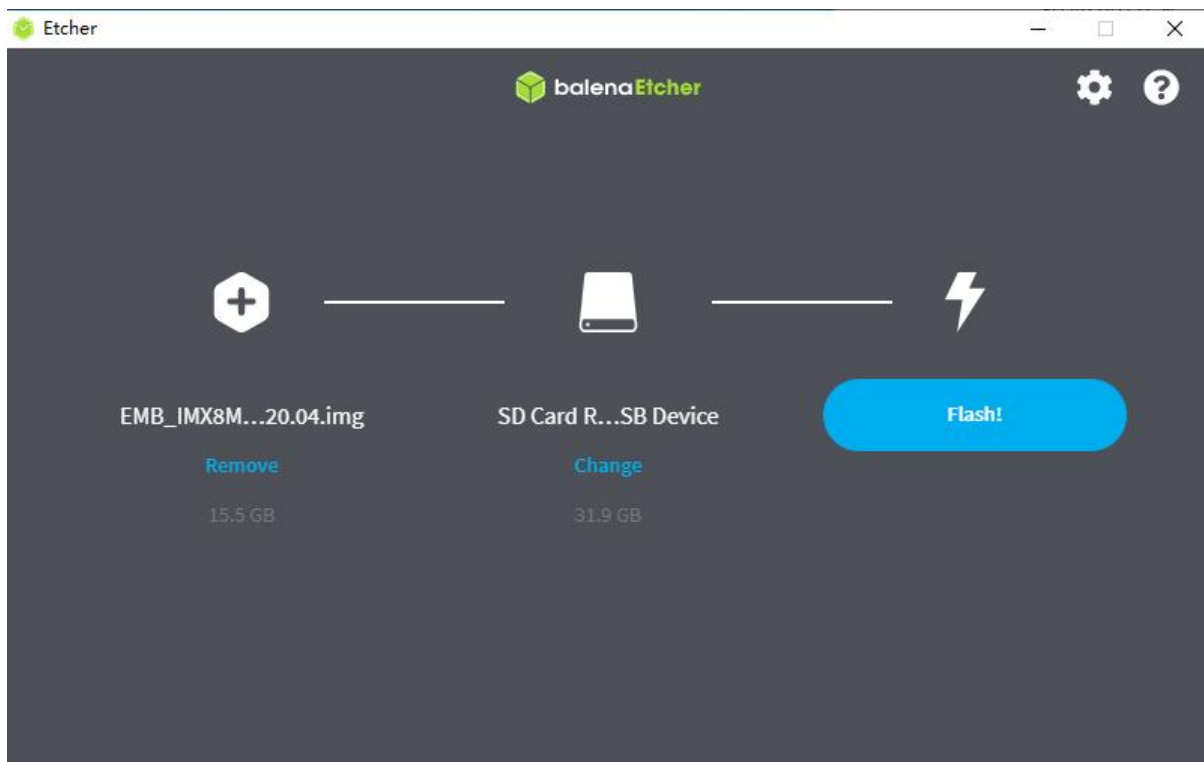 Etcher
balenaEtcher
EMB_IMX8M...20.04.img
Remove
15.5 GB
SD Card R...SB Device
Change
31.9 GB
Flash!